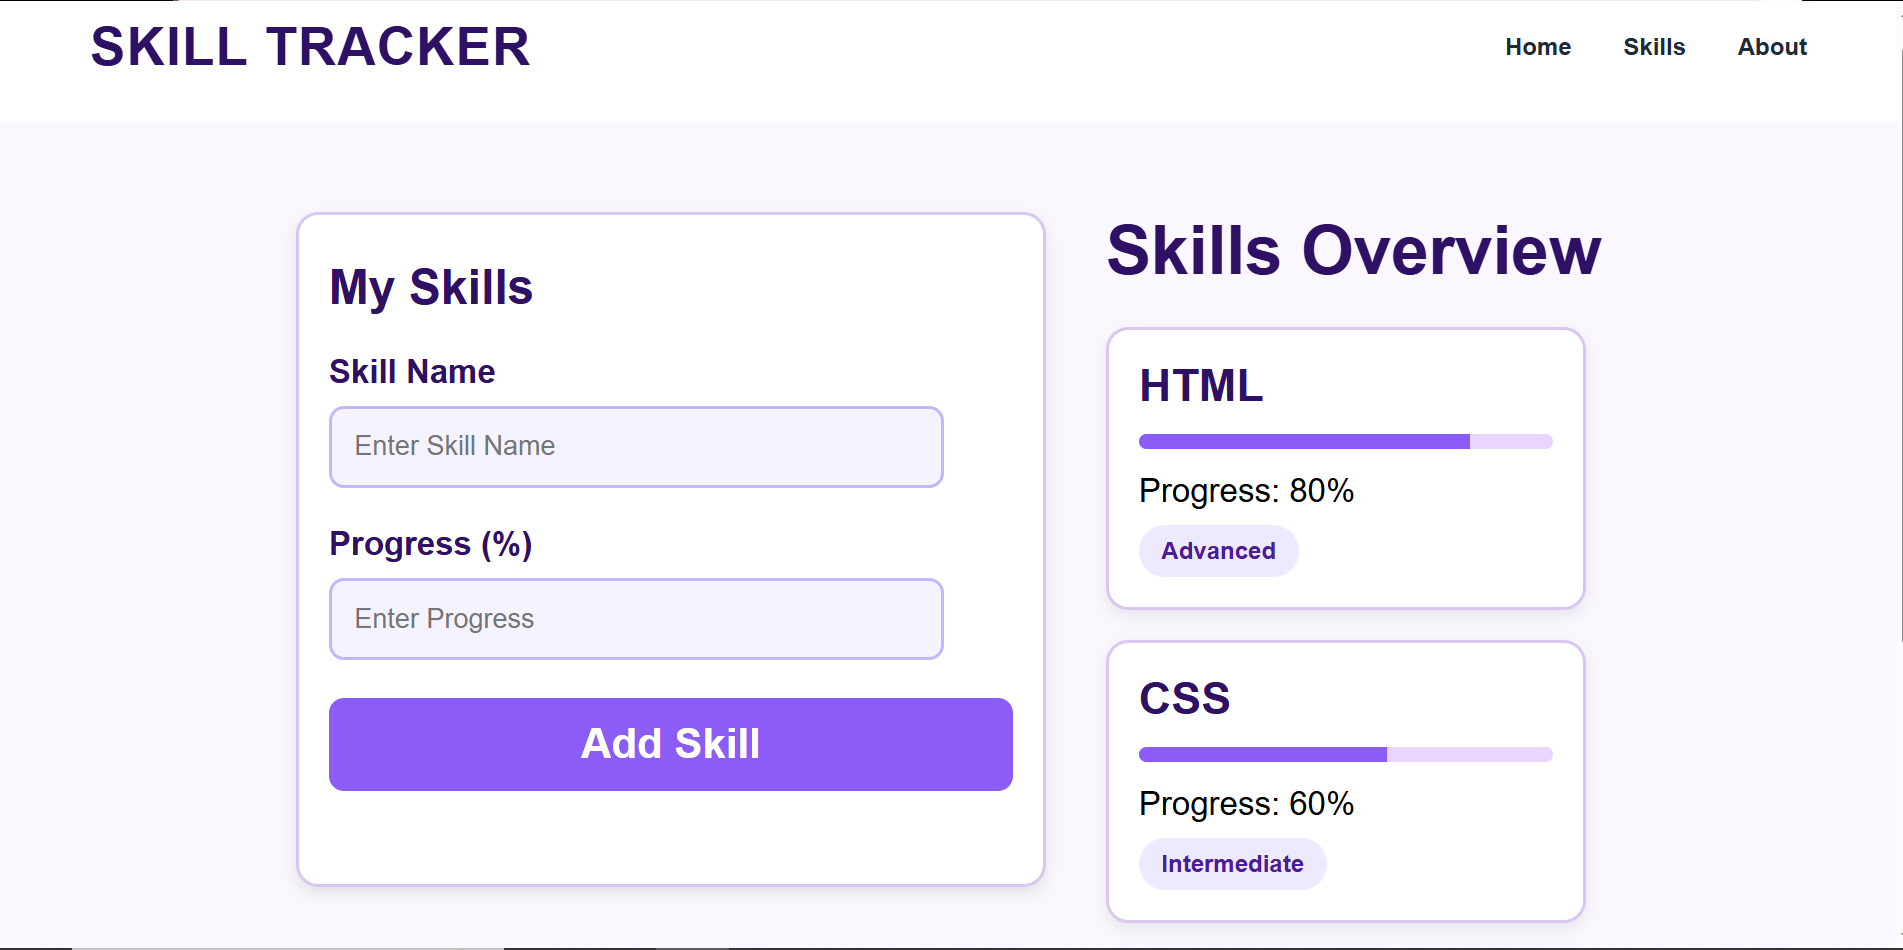 SKILL TRACKER
Home Skills About
My Skills
Skill Name
Enter Skill Name
Progress (%)
Enter Progress
Add Skill
Skills Overview
HTML
Progress: 80%
Advanced
CSS
Progress: 60%
Intermediate